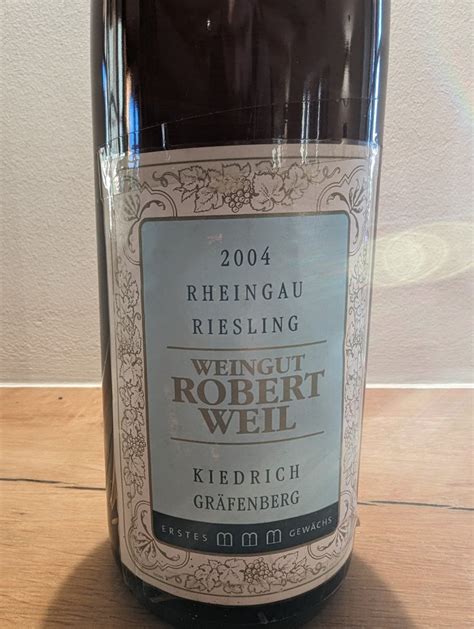 2004
RHEINGAU
RIESLING
WEINGUT
ROBERT
WEIL
KIEDRICH
GRÄFENBERG
ERSTES GEWÄCHS